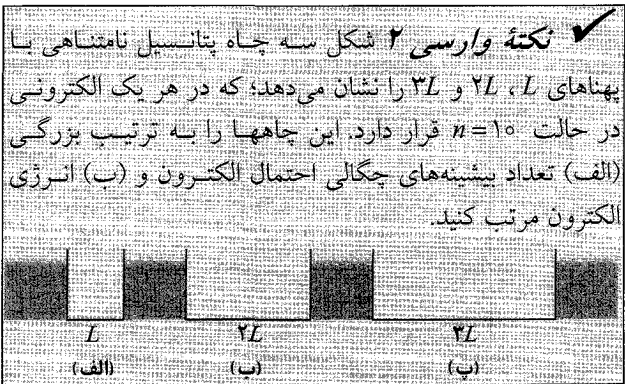 ✔ نکتهٔ وارسی ۲ شکل سه چاه پتانسیل نامتناهی با
پهناهای L، ۲L و ۳L را نشان می‌دهد؛ که در هر یک الکترونی
در حالت n=۱۰ قرار دارد. این چاهها را به ترتیب بزرگی
(الف) تعداد بیشینه‌های چگالی احتمال الکترون و (ب) انرژی
الکترون مرتب کنید.
L ۲L ۳L
(الف) (ب) (پ)